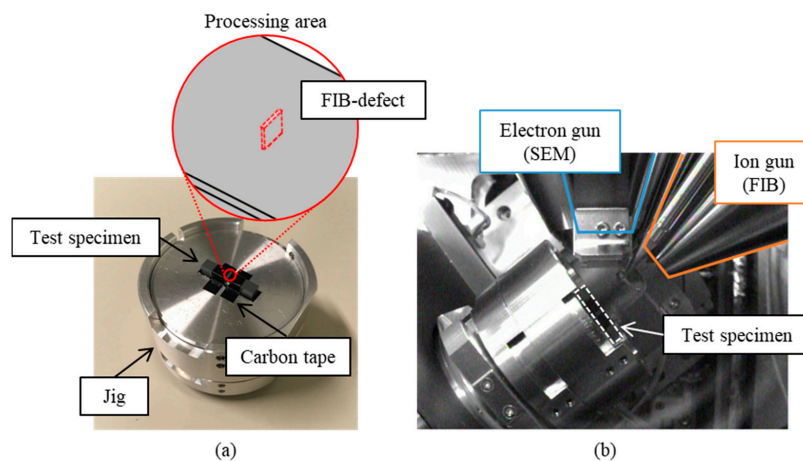 Processing area
FIB-defect
Test specimen
Carbon tape
Jig
(a)
Electron gun
(SEM)
Ion gun
(FIB)
Test specimen
(b)